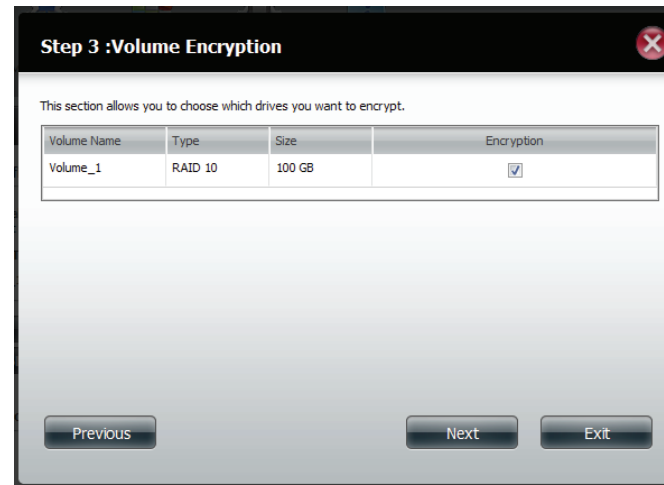 Step 3 :Volume Encryption
This section allows you to choose which drives you want to encrypt.
Volume Name Type Size Encryption
Volume_1 RAID 10 100 GB
Previous Next Exit